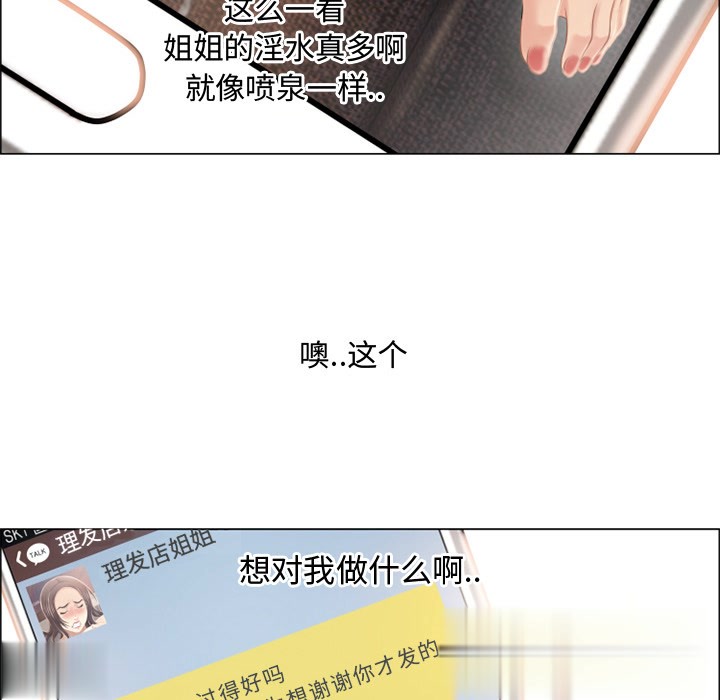 这么一看
姐姐的淫水真多啊
就像喷泉一样..
噢..这个
想对我做什么啊..
SKT
TALK
理发店
理发店姐姐
过得好吗
想谢谢你才发的